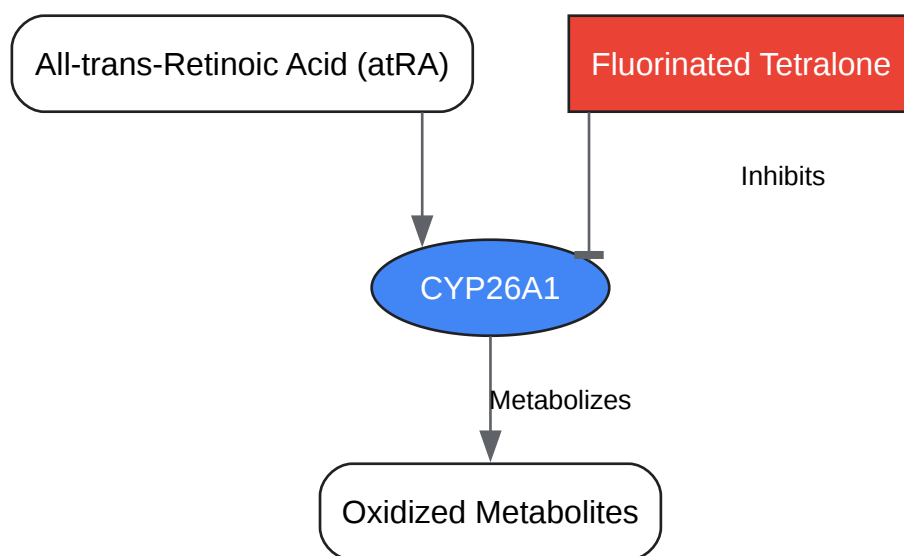 All-trans-Retinoic Acid (atRA)
Fluorinated Tetralone
Inhibits
CYP26A1
Metabolizes
Oxidized Metabolites